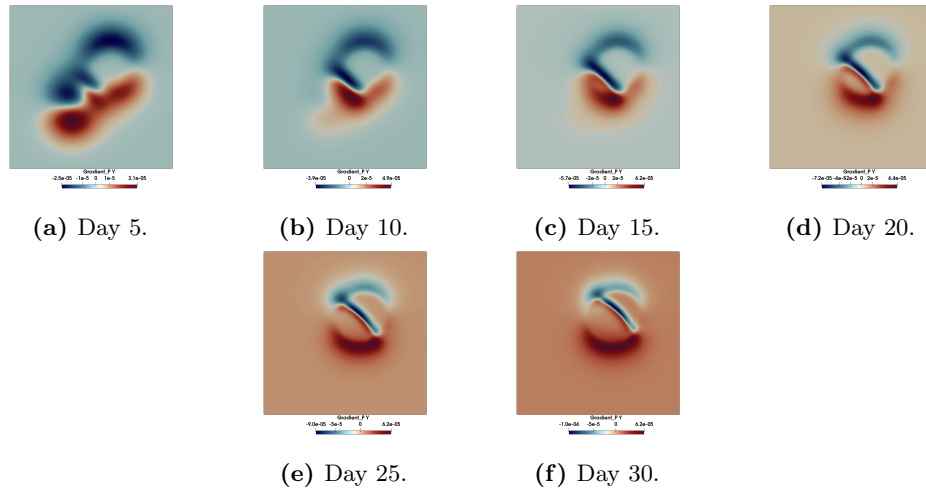 Gradient_P Y Gradient_P Y Gradient_P Y Gradient_P Y
-2.5e-05 -1e-5 0 1e-5 3.1e-05 -3.9e-05 0 2e-5 4.9e-05 -5.7e-05 -2e-5 0 2e-5 6.2e-05 -7.2e-05 -4e-5-2e-5 0 6.4e-05
(a) Day 5. (b) Day 10. (c) Day 15. (d) Day 20.
Gradient_P Y Gradient_P Y
-9.0e-05 -5e-5 0 6.2e-05 -1.0e-04 -5e-5 0 6.2e-05
(e) Day 25. (f) Day 30.